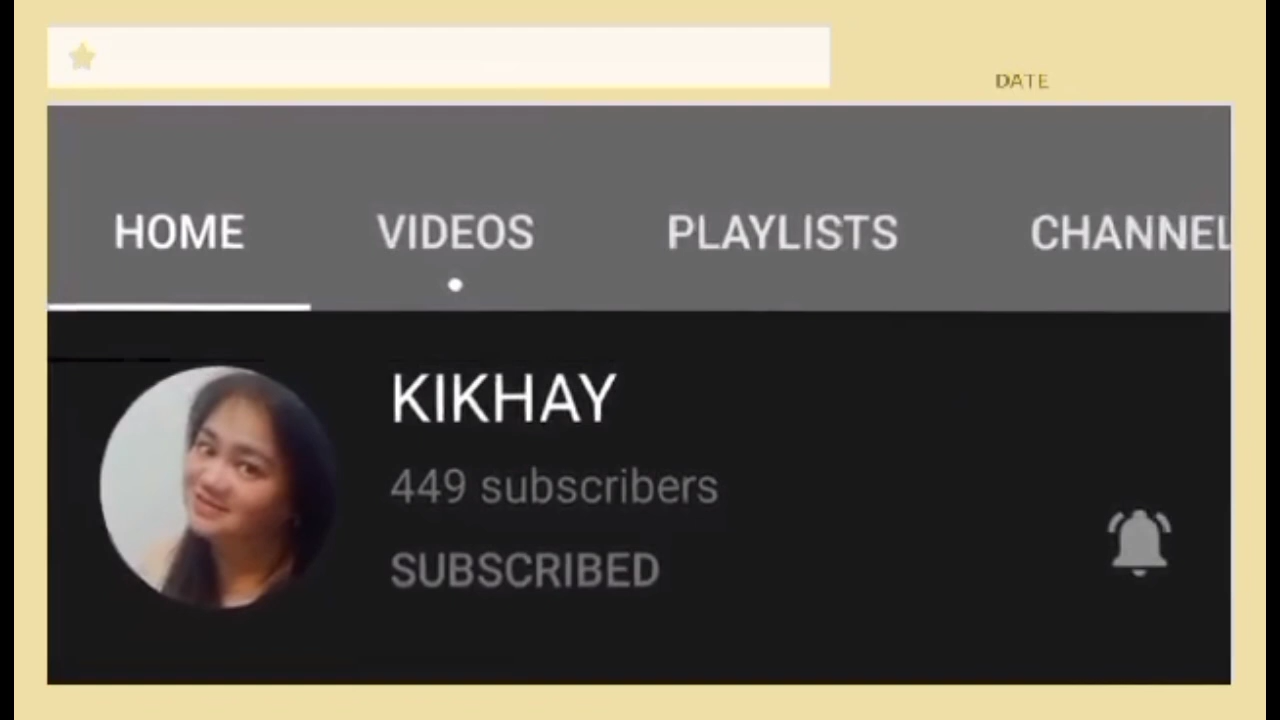 DATE
HOME VIDEOS PLAYLISTS CHANNEL
KIKHAY
449 subscribers
SUBSCRIBED